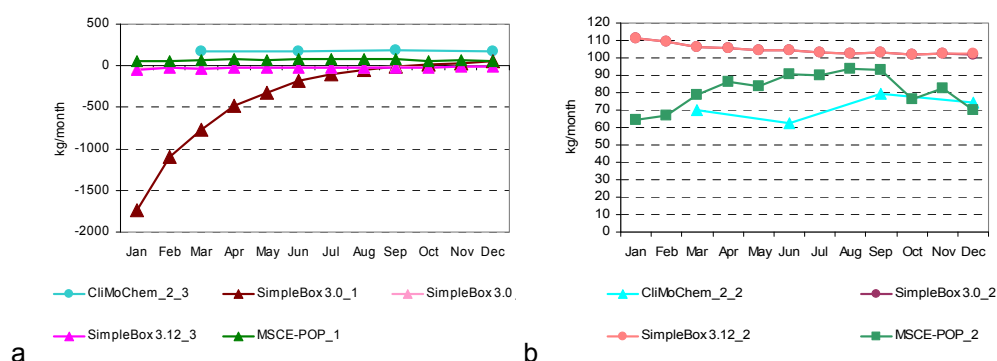 500
0
-500
-1000
-1500
-2000
kg/month
Jan Feb Mar Apr May Jun Jul Aug Sep Oct Nov Dec
CliMoChem_2_3 SimpleBox 3.0_1 SimpleBox 3.0_
SimpleBox 3.12_3 MSCE-POP_1
a
120
110
100
90
80
70
60
50
40
30
20
10
0
kg/month
Jan Feb Mar Apr May Jun Jul Aug Sep Oct Nov Dec
CliMoChem_2_2 SimpleBox 3.0_2
SimpleBox 3.12_2 MSCE-POP_2
b